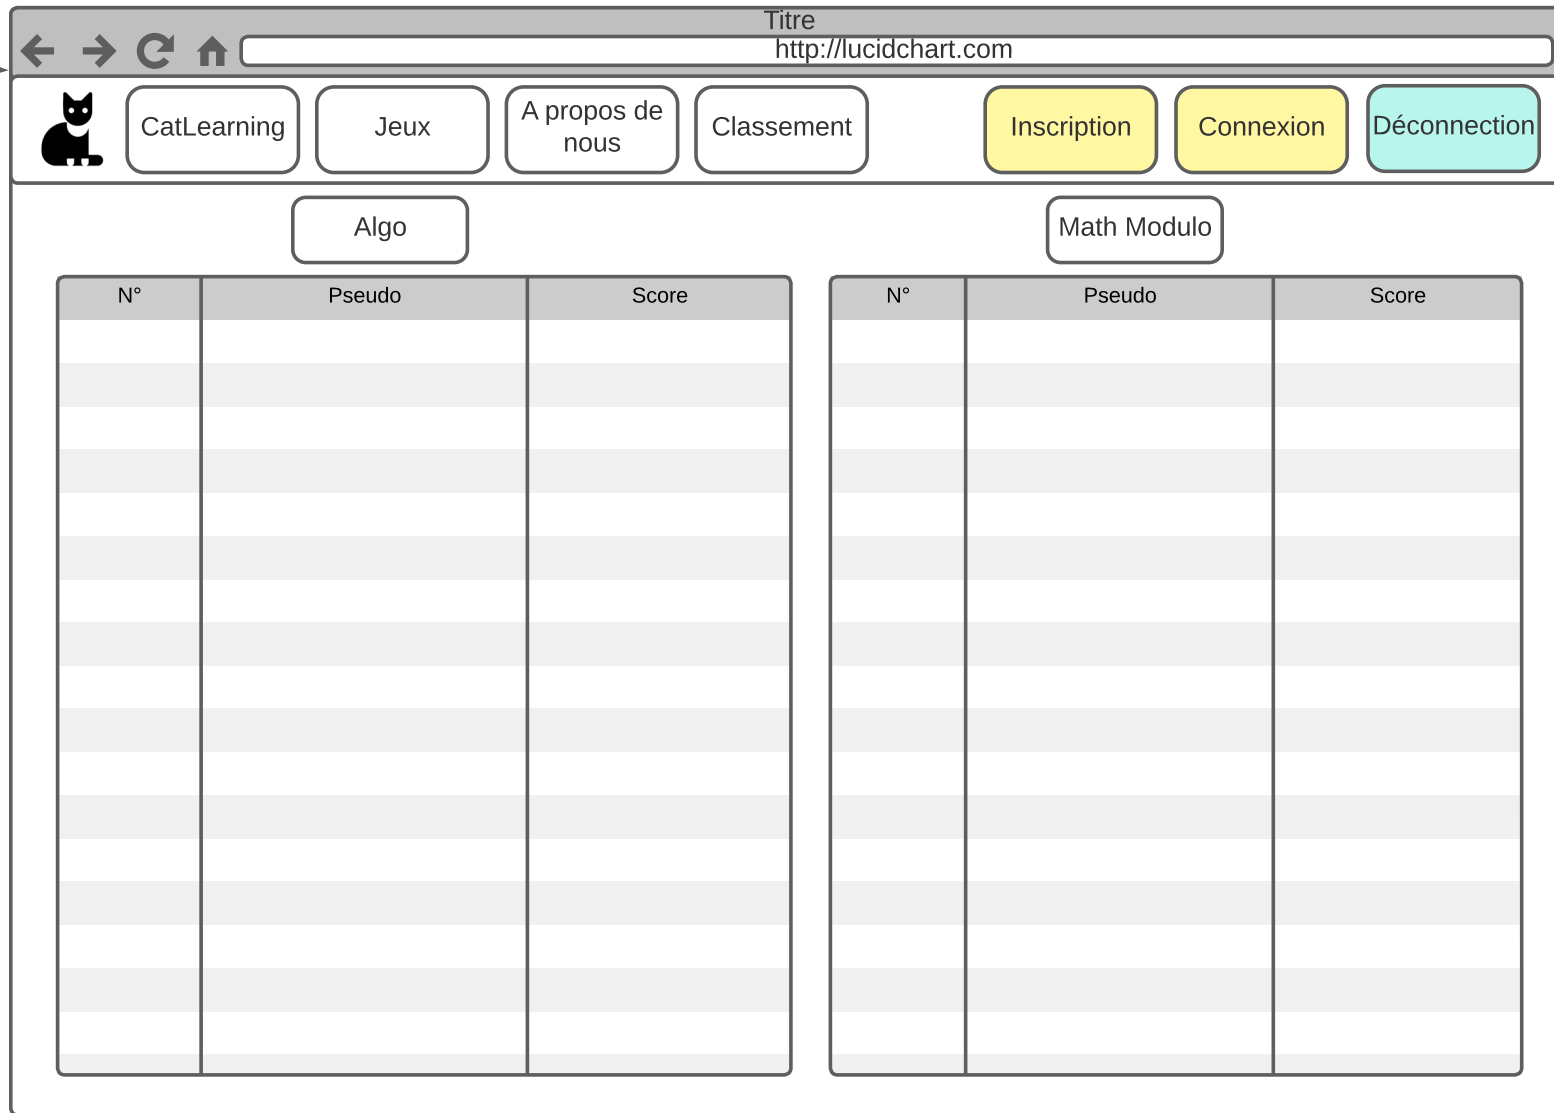 Titre
http://lucidchart.com
CatLearning
Jeux
A propos de
nous
Classement
Inscription
Connexion
Déconnection
Algo
Math Modulo
N° Pseudo Score
N° Pseudo Score